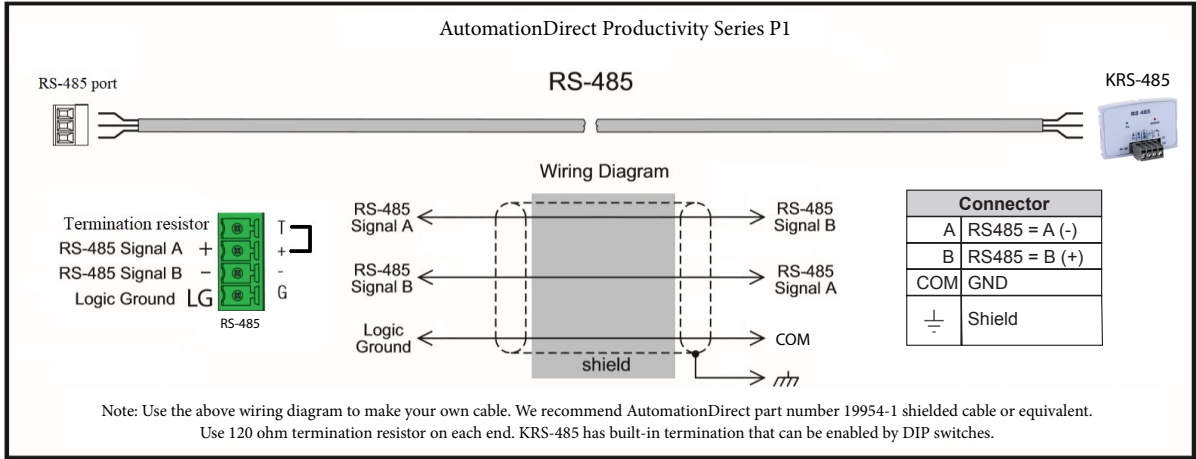 AutomationDirect Productivity Series P1
RS-485 port
RS-485
KRS-485
RS 485
Wiring Diagram
Termination resistor
T
RS-485 Signal A +
+
RS-485 Signal B -
-
Logic Ground LG
G
RS-485
RS-485
Signal A
RS-485
Signal B
RS-485
Signal B
RS-485
Signal A
Logic
Ground
COM
shield
Connector
A RS485 = A (-)
B RS485 = B (+)
COM GND
Shield
Note: Use the above wiring diagram to make your own cable. We recommend AutomationDirect part number 19954-1 shielded cable or equivalent.
Use 120 ohm termination resistor on each end. KRS-485 has built-in termination that can be enabled by DIP switches.